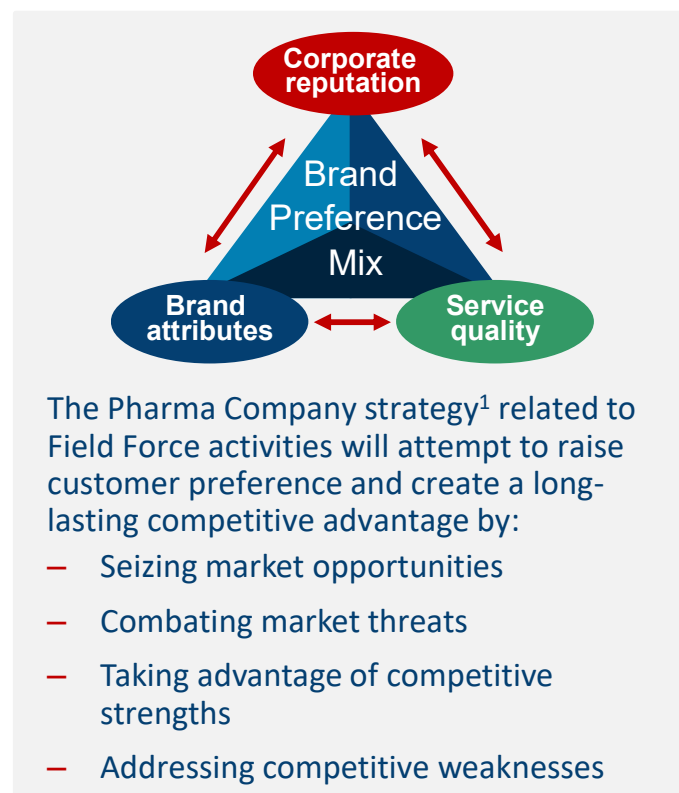 Corporate
reputation
Brand
Preference
Mix
Brand
attributes
Service
quality
The Pharma Company strategy¹ related to
Field Force activities will attempt to raise
customer preference and create a long-
lasting competitive advantage by:
– Seizing market opportunities
– Combating market threats
– Taking advantage of competitive
strengths
– Addressing competitive weaknesses